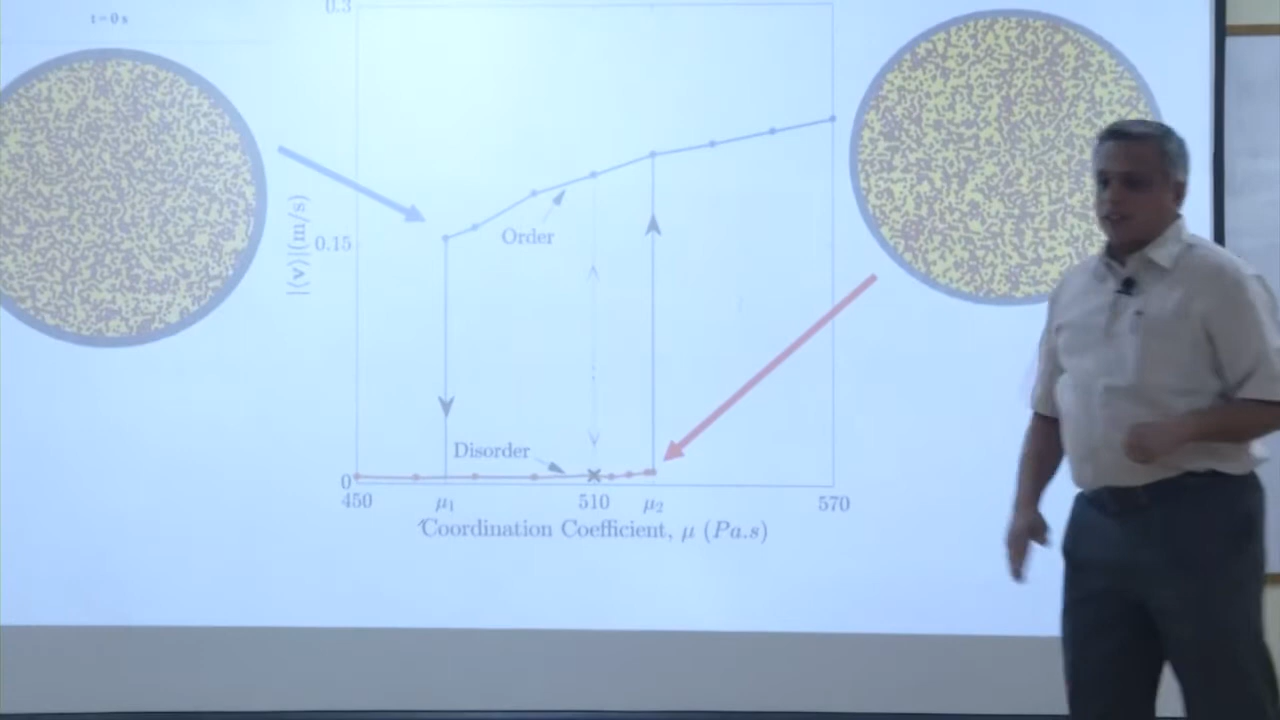 t = 0 s
0.3
|⟨v⟩|(m/s)
0.15
Order
Disorder
0
450
μ₁
510
μ₂
570
Coordination Coefficient, μ (Pa.s)